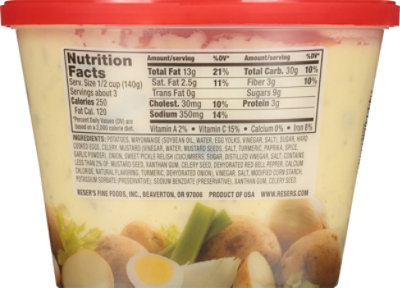 Nutrition Facts
Serv. Size 1/2 cup (140g)
Servings about 3
Calories 250
Fat Cal. 120
*Percent Daily Values (DV) are
based on a 2,000 calorie diet.
Amount/serving %DV*
Total Fat 13g 21%
Sat. Fat 2.5g 11%
Trans Fat 0g
Cholest. 30mg 10%
Sodium 350mg 14%
Amount/serving %DV*
Total Carb. 30g 10%
Fiber 3g 10%
Sugars 9g
Protein 3g
Vitamin A 2% • Vitamin C 15% • Calcium 0% • Iron 8%
INGREDIENTS: POTATOES, MAYONNAISE (SOYBEAN OIL, WATER, EGG YOLKS, VINEGAR, SALT), SUGAR, HARD
COOKED EGGS, CELERY, MUSTARD (VINEGAR, WATER, MUSTARD SEEDS, SALT, TURMERIC, PAPRIKA, SPICE,
GARLIC POWDER), ONION, SWEET PICKLE RELISH (CUCUMBERS, SUGAR, DISTILLED VINEGAR, SALT, CONTAINS
LESS THAN 2% OF: MUSTARD SEED, XANTHAN GUM, CELERY SEED, DEHYDRATED RED BELL PEPPER, CALCIUM
CHLORIDE, NATURAL FLAVORING, TURMERIC, DEHYDRATED ONION), VINEGAR, SALT, MODIFIED CORN STARCH,
POTASSIUM SORBATE (PRESERVATIVE), SODIUM BENZOATE (PRESERVATIVE), XANTHAN GUM, CELERY SEED.
RESER'S FINE FOODS, INC., BEAVERTON, OR 97006 PRODUCT OF USA WWW.RESERS.COM